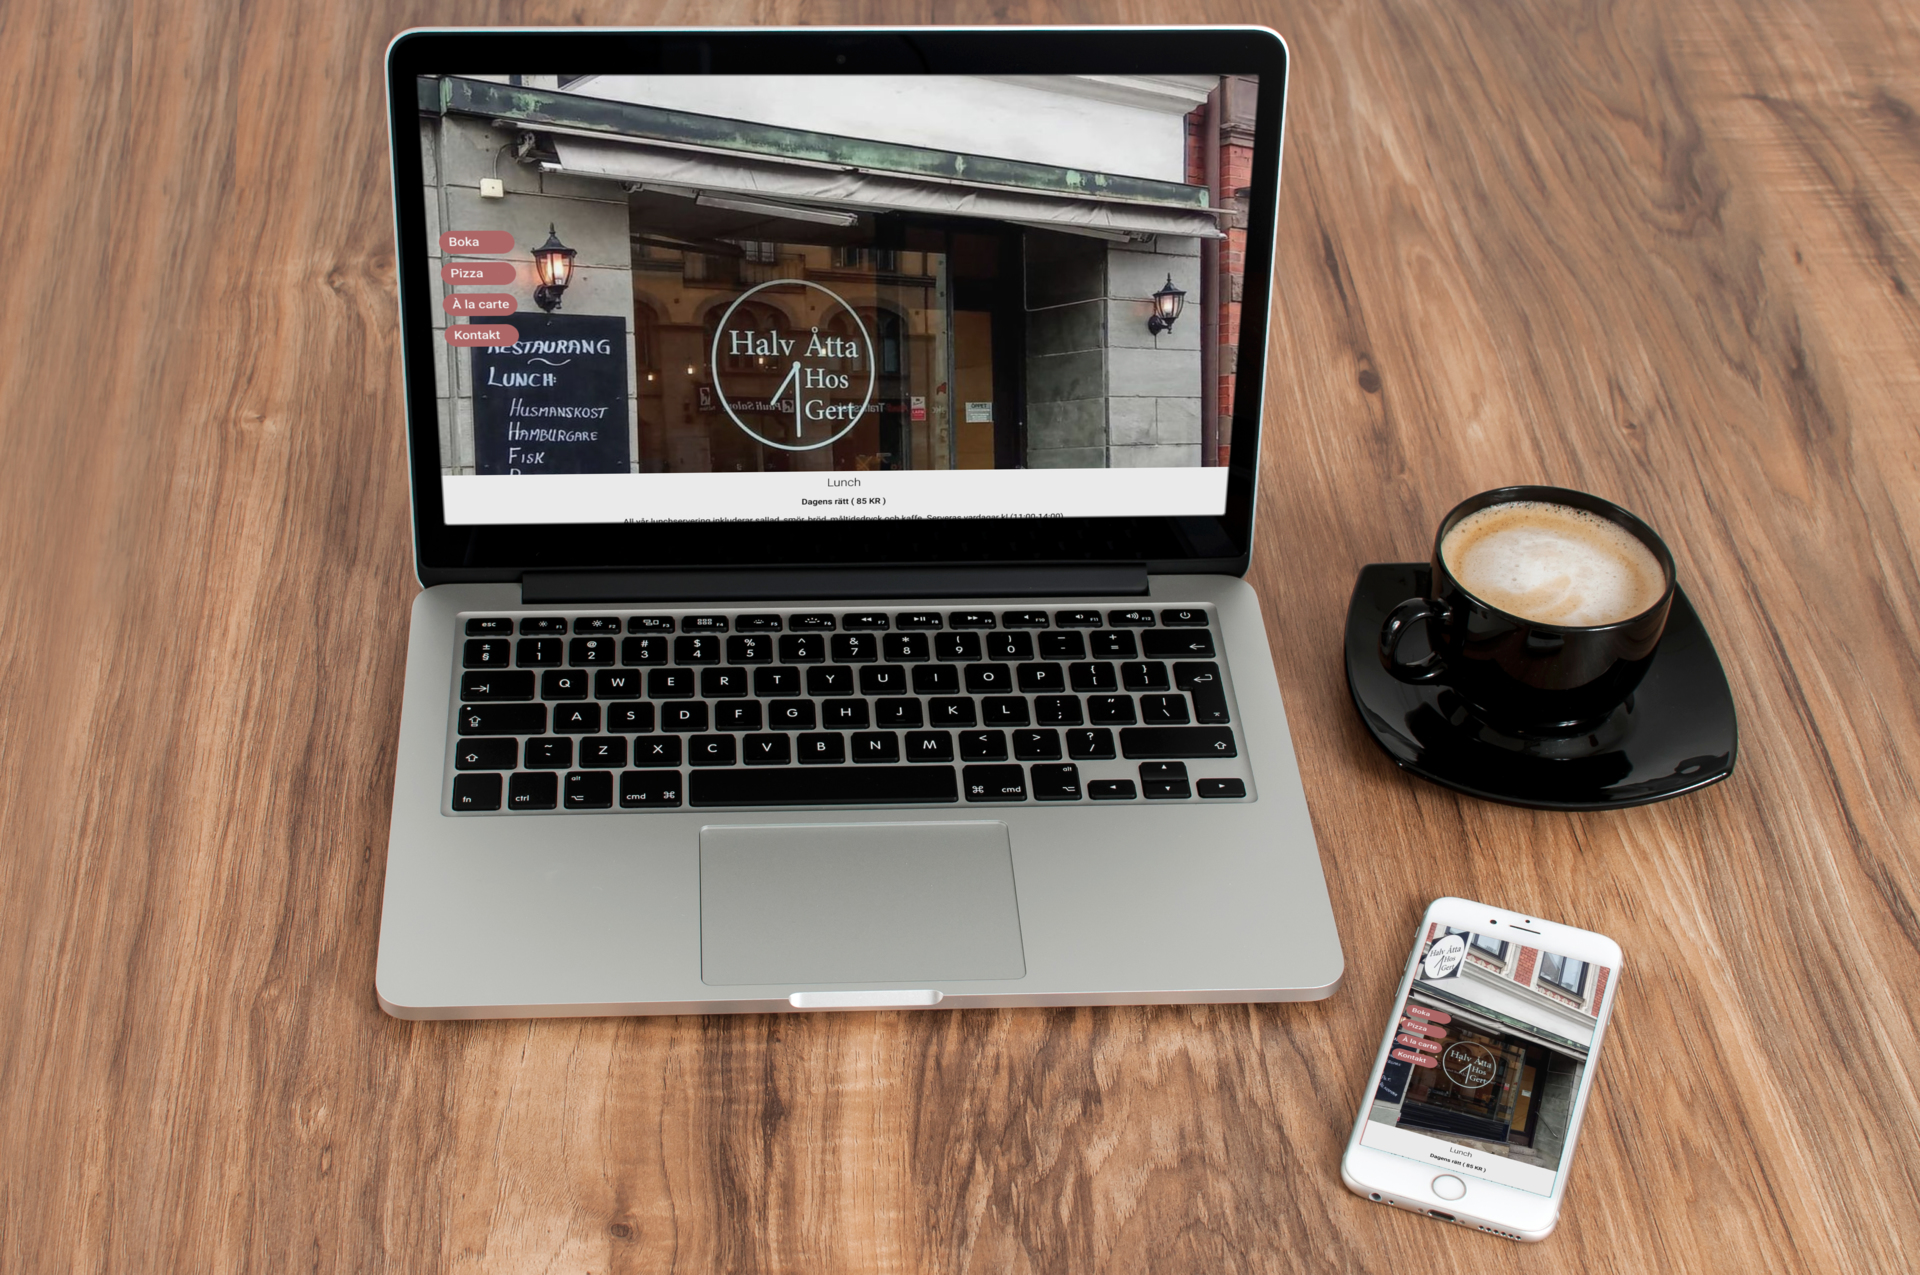 Boka
Pizza
À la carte
Kontakt
RESTAURANG
LUNCH:
HUSMANSKOST
HAMBURGARE
FISK
Halv Åtta
Hos
Gert
ÖPPET
Lunch
Dagens rätt ( 85 KR )
All vår lunchservering inkluderar sallad, smör, bröd, måltidsdryck och kaffe. Serveras vardagar kl (11:00-14:00)
esc F1 F2 F3 F4 F5 F6 F7 F8 F9 F10 F11 F12
± § ! 1 @ 2 # 3 $ 4 % 5 ^ 6 & 7 * 8 ( 9 ) 0 _ - + =
Q W E R T Y U I O P { [ } ]
A S D F G H J K L : ; " ' | \
~ ` Z X C V B N M < , > . ? /
fn ctrl alt cmd ⌘ ⌘ cmd alt
Halv Åtta
Hos
Gert
Boka
Pizza
À la carte
Kontakt
Halv Åtta
Hos
Gert
Lunch
Dagens rätt ( 85 KR )